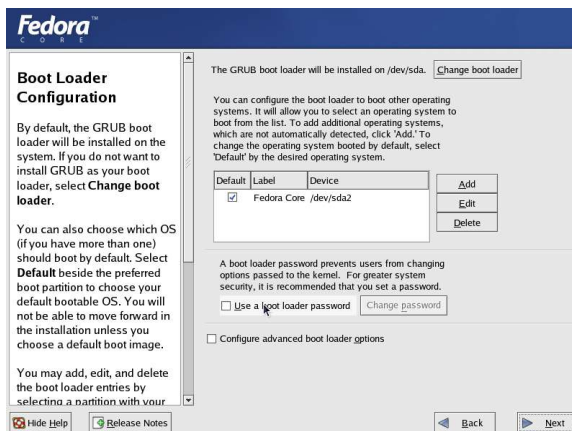 Fedora™
CORE
Boot Loader
Configuration
By default, the GRUB boot
loader will be installed on the
system. If you do not want to
install GRUB as your boot
loader, select Change boot
loader.
You can also choose which OS
(if you have more than one)
should boot by default. Select
Default beside the preferred
boot partition to choose your
default bootable OS. You will
not be able to move forward in
the installation unless you
choose a default boot image.
You may add, edit, and delete
the boot loader entries by
selecting a partition with your
The GRUB boot loader will be installed on /dev/sda. Change boot loader
You can configure the boot loader to boot other operating
systems. It will allow you to select an operating system to
boot from the list. To add additional operating systems,
which are not automatically detected, click 'Add.' To
change the operating system booted by default, select
'Default' by the desired operating system.
Default Label Device
Fedora Core /dev/sda2
Add
Edit
Delete
A boot loader password prevents users from changing
options passed to the kernel. For greater system
security, it is recommended that you set a password.
Use a boot loader password Change password
Configure advanced boot loader options
Hide Help Release Notes Back Next